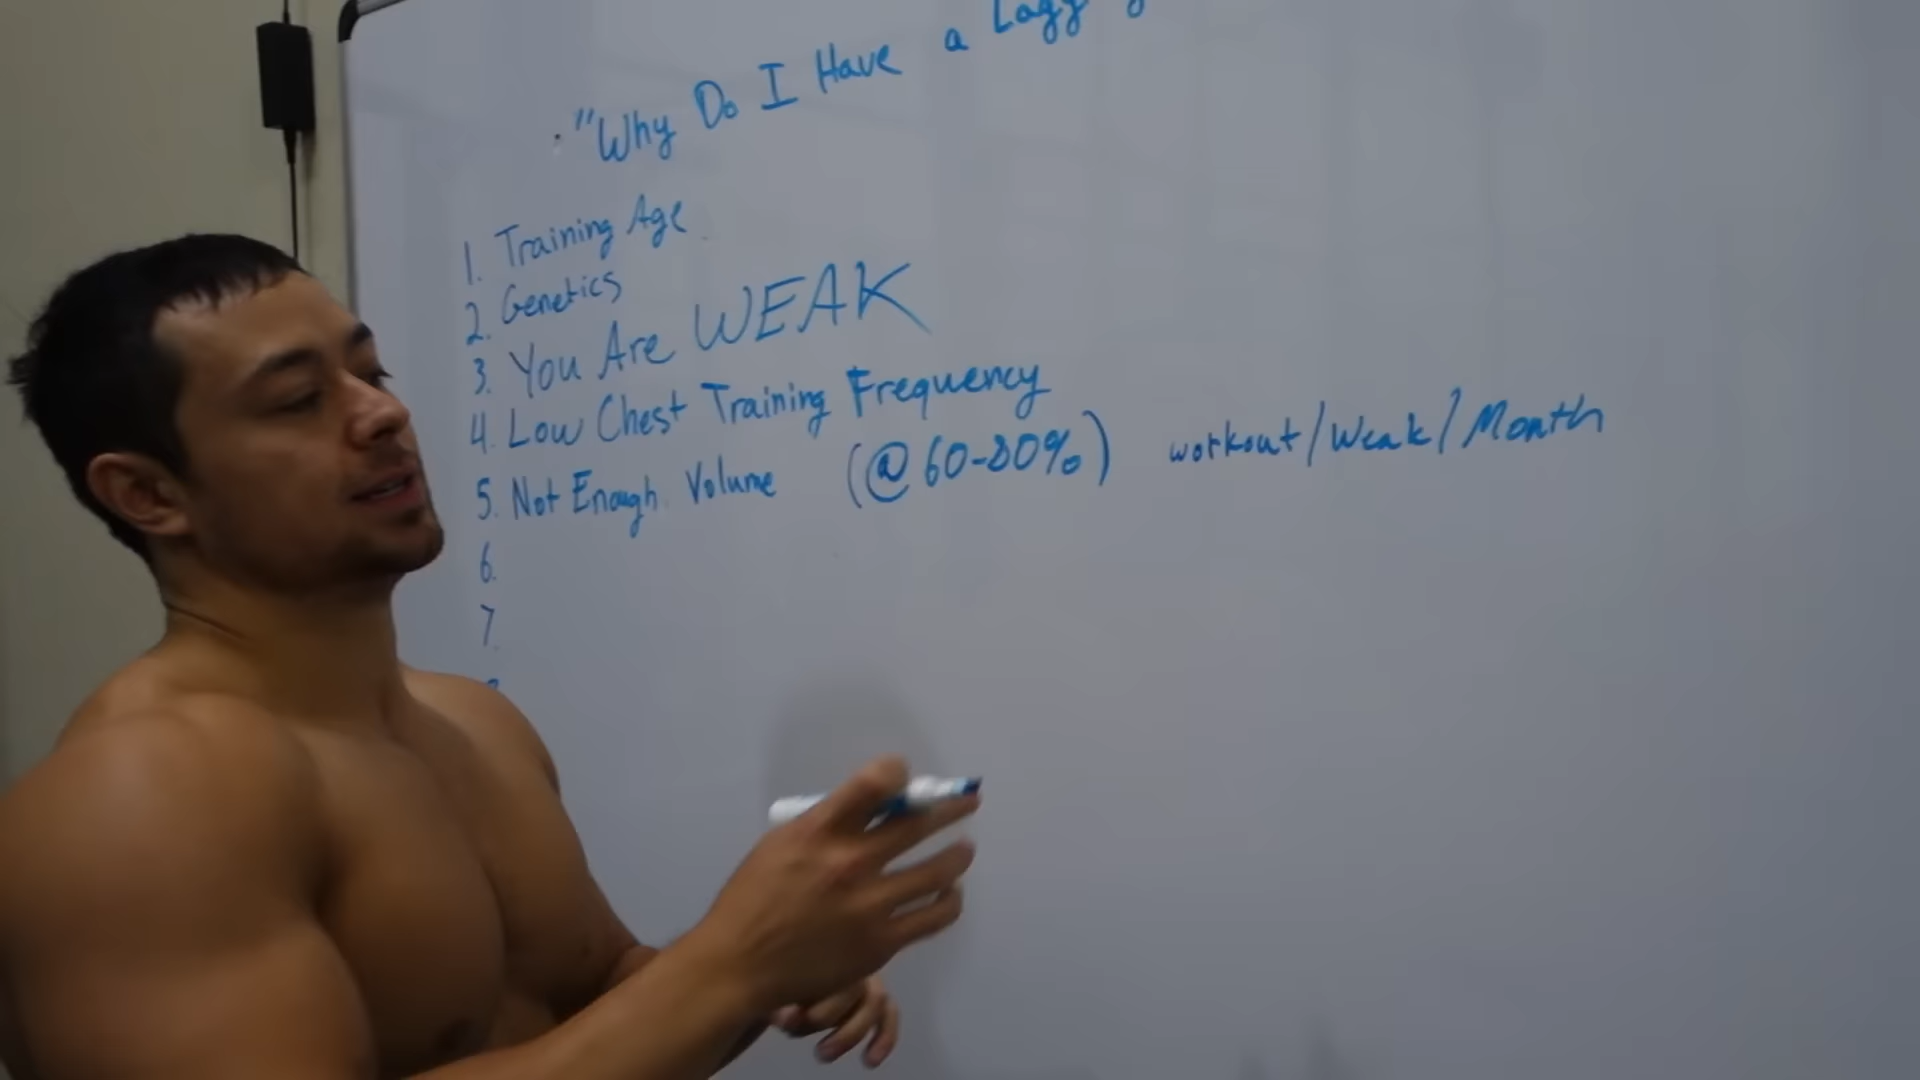 "Why Do I Have a Lagg
1. Training Age
2. Genetics
3. You Are WEAK
4. Low Chest Training Frequency
5. Not Enough Volume (@60-80%) workout/Weak/Month
6.
7.